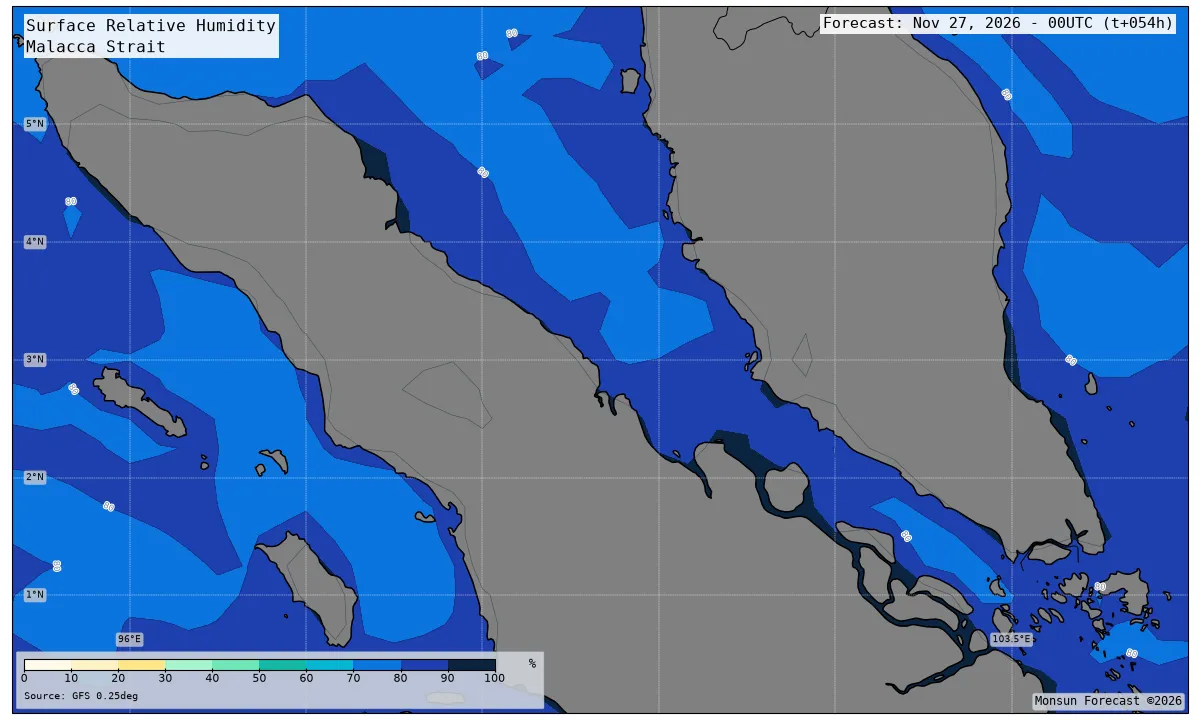 Surface Relative Humidity
Malacca Strait
Forecast: Nov 27, 2026 - 00UTC (t+054h)
80
80
80
5°N
80
80
4°N
3°N
80
80
2°N
80
80
80
80
1°N
96°E
103.5°E
80
%
0 10 20 30 40 50 60 70 80 90 100
Source: GFS 0.25deg
Monsun Forecast ©2026